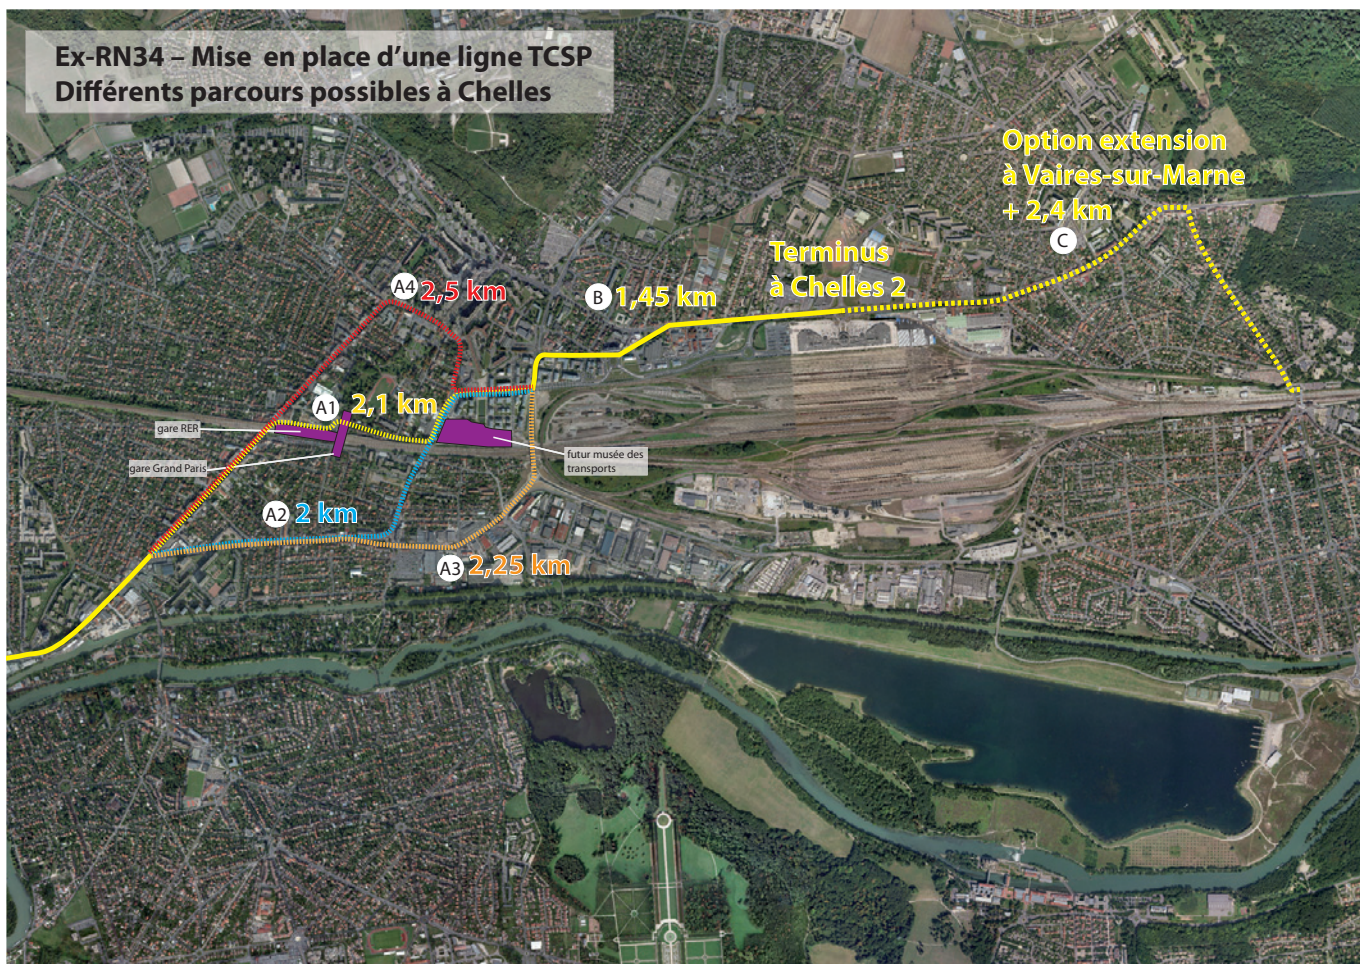 Ex-RN34 – Mise en place d’une ligne TCSP
Différents parcours possibles à Chelles
Option extension
à Vaires-sur-Marne
+ 2,4 km
C
Terminus
à Chelles 2
A4 2,5 km
B 1,45 km
A1 2,1 km
gare RER
gare Grand Paris
futur musée des
transports
A2 2 km
A3 2,25 km